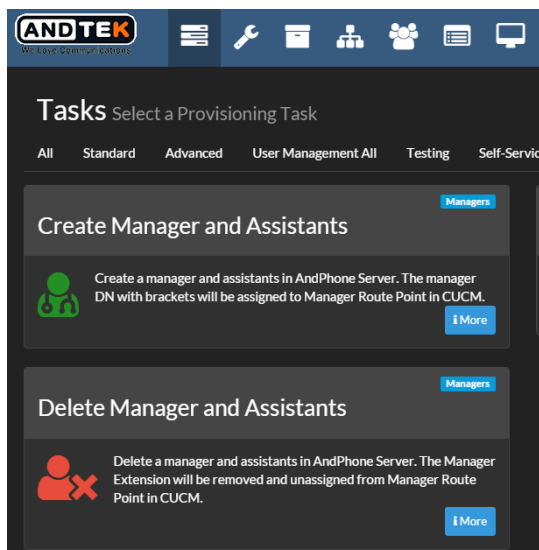 ANDTEK
We Love Communications
Tasks Select a Provisioning Task
All Standard Advanced User Management All Testing Self-Servic
Managers
Create Manager and Assistants
Create a manager and assistants in AndPhone Server. The manager
DN with brackets will be assigned to Manager Route Point in CUCM.
i More
Managers
Delete Manager and Assistants
Delete a manager and assistants in AndPhone Server. The Manager
Extension will be removed and unassigned from Manager Route
Point in CUCM.
i More